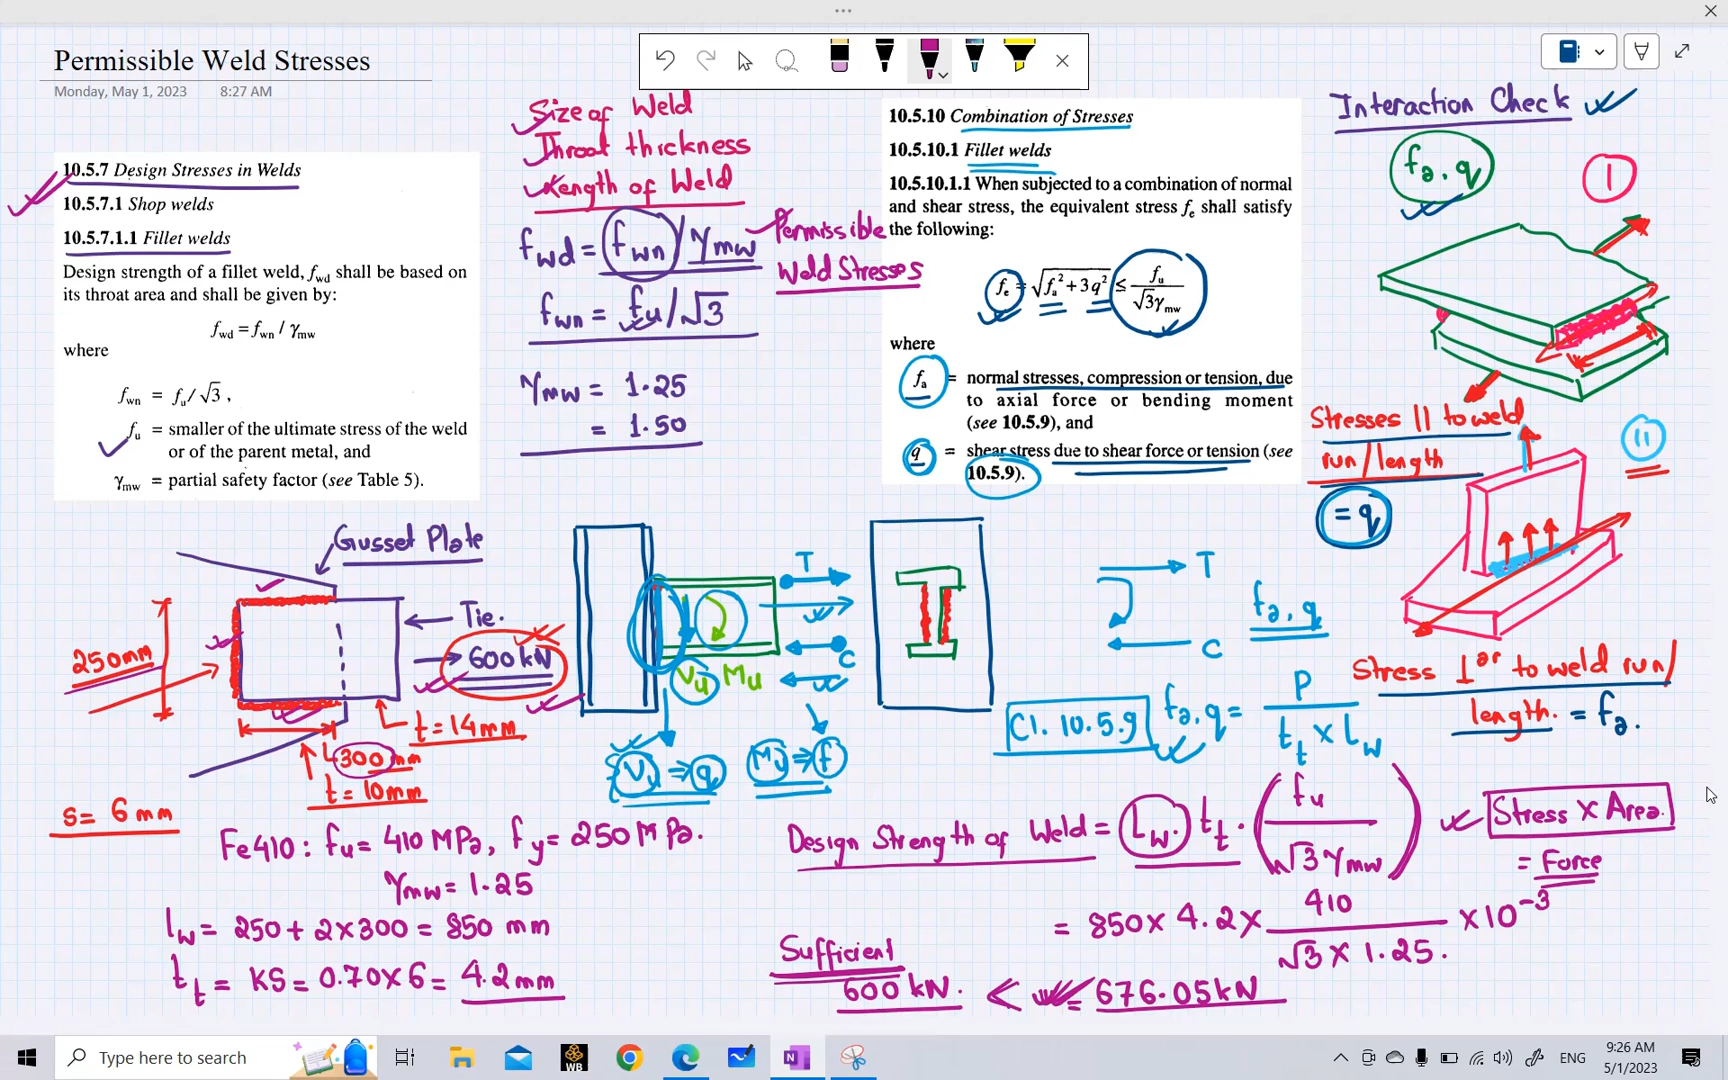 Permissible Weld Stresses
Monday, May 1, 2023 8:27 AM
10.5.7 Design Stresses in Welds
10.5.7.1 Shop welds
10.5.7.1.1 Fillet welds
Design strength of a fillet weld, fwd shall be based on
its throat area and shall be given by:
fwd = fwn / γmw
where
fwn = fu/ √3 ,
fu = smaller of the ultimate stress of the weld
or of the parent metal, and
γmw = partial safety factor (see Table 5).
Size of Weld
Throat thickness
Length of Weld
fwd = fwn / γmw
Permissible
Weld Stresses
fwn = fu/√3
γmw = 1.25
= 1.50
10.5.10 Combination of Stresses
10.5.10.1 Fillet welds
10.5.10.1.1 When subjected to a combination of normal
and shear stress, the equivalent stress fe shall satisfy
the following:
fe = √fa² + 3q² ≤ fu / √3γmw
where
fa = normal stresses, compression or tension, due
to axial force or bending moment
(see 10.5.9), and
q = shear stress due to shear force or tension (see
10.5.9).
Interaction Check
fa, q
I
Stresses || to weld
run/length
= q
II
Stress ⊥ar to weld run/
length. = fa.
Gusset Plate
Tie.
600 kN
250mm
t = 14mm
300 mm
t = 10mm
s = 6 mm
T
C
Vu Mu
Vu ⇒ q
Mu ⇒ f
T
C
fa, q
Cl. 10.5.9
fa, q = P / tt × Lw
Fe410 : fu = 410 MPa, fy = 250 MPa.
γmw = 1.25
lw = 250 + 2×300 = 850 mm
tt = KS = 0.70×6 = 4.2mm
Design Strength of Weld = Lw. tt . (fu / √3 γmw)
Stress × Area.
= Force
= 850 × 4.2 × 410 / √3 × 1.25. × 10⁻³
Sufficient
600 kN. < = 676.05kN
Type here to search
WB
N
ENG
9:26 AM
5/1/2023